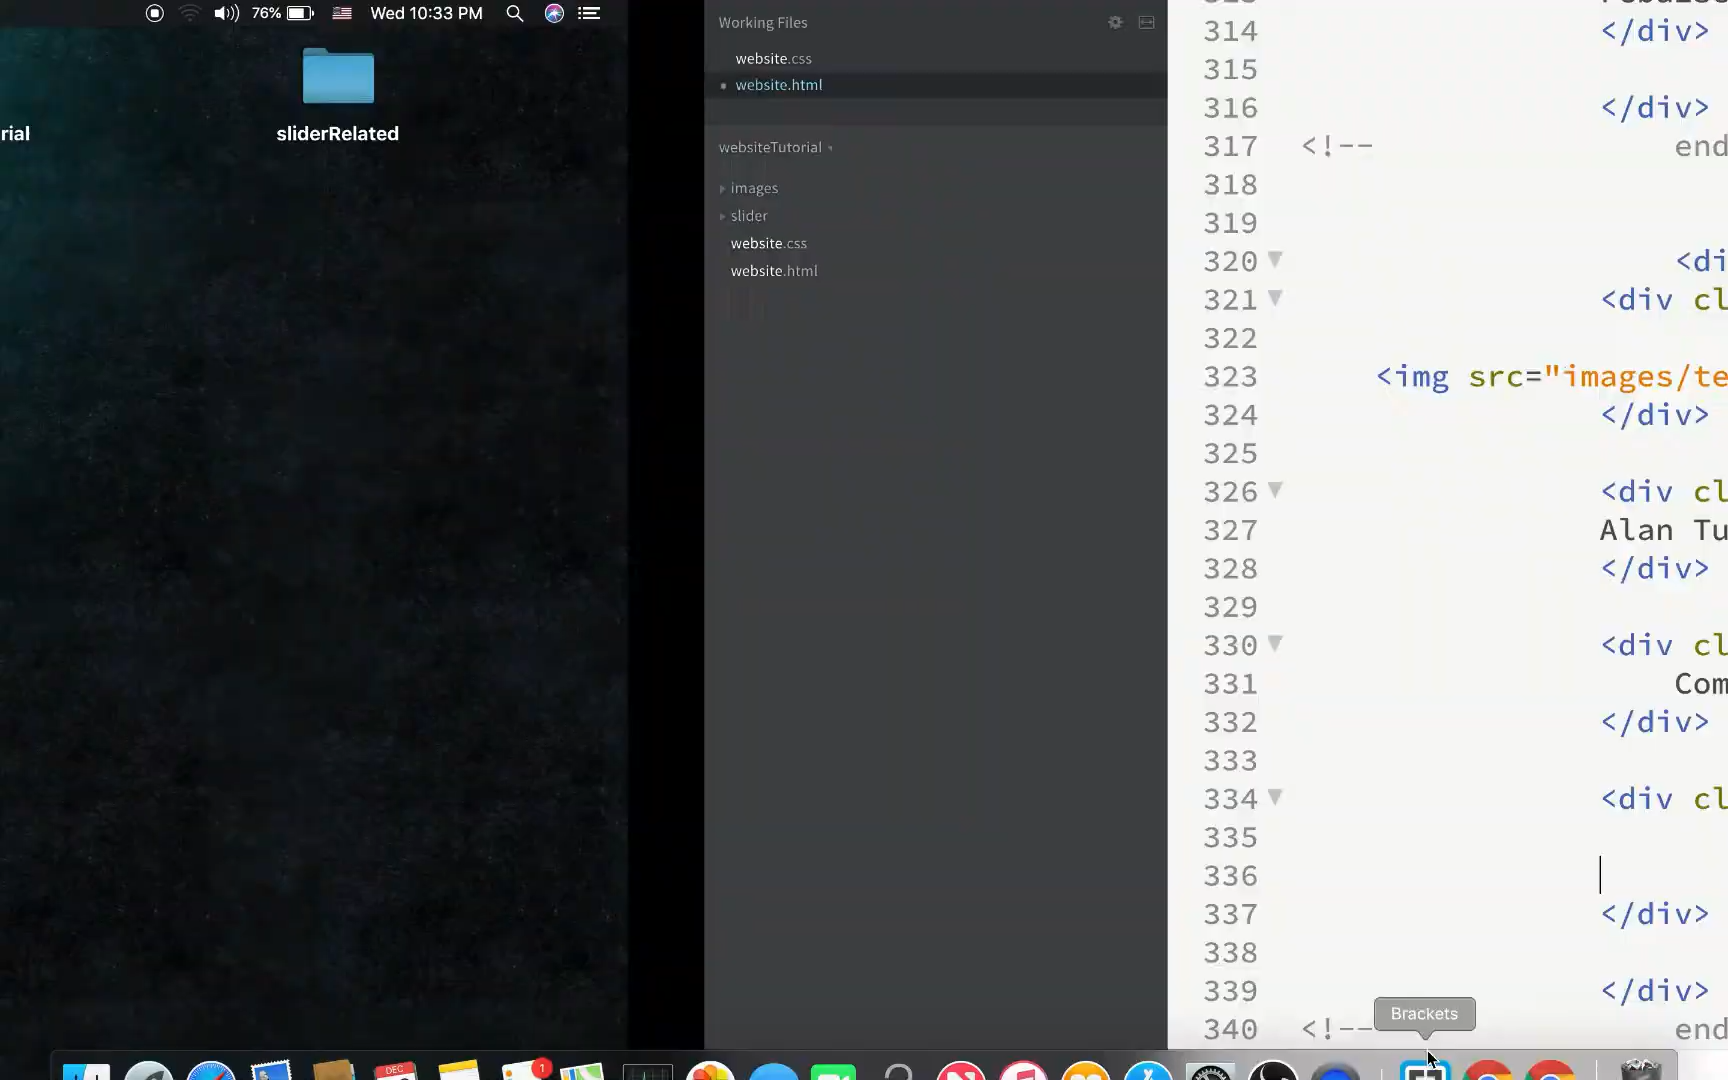 76% Wed 10:33 PM
rial
sliderRelated
Working Files
website.css
website.html
websiteTutorial
images
slider
website.css
website.html
314 </div>
315
316 </div>
317 <!-- end
318
319
320 <di
321 <div cl
322
323 <img src="images/te
324 </div>
325
326 <div cl
327 Alan Tu
328 </div>
329
330 <div cl
331 Com
332 </div>
333
334 <div cl
335
336
337 </div>
338
339 </div>
340 <!-- end
Brackets
DEC
1